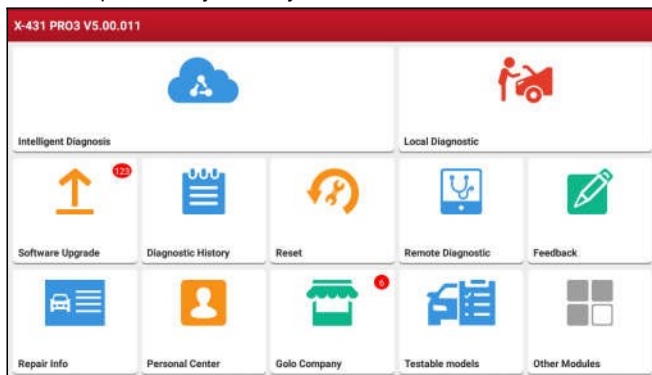 X-431 PRO3 V5.00.011
Intelligent Diagnosis
Local Diagnostic
123
Software Upgrade
Diagnostic History
Reset
Remote Diagnostic
Feedback
6
Repair Info
Personal Center
Golo Company
Testable models
Other Modules